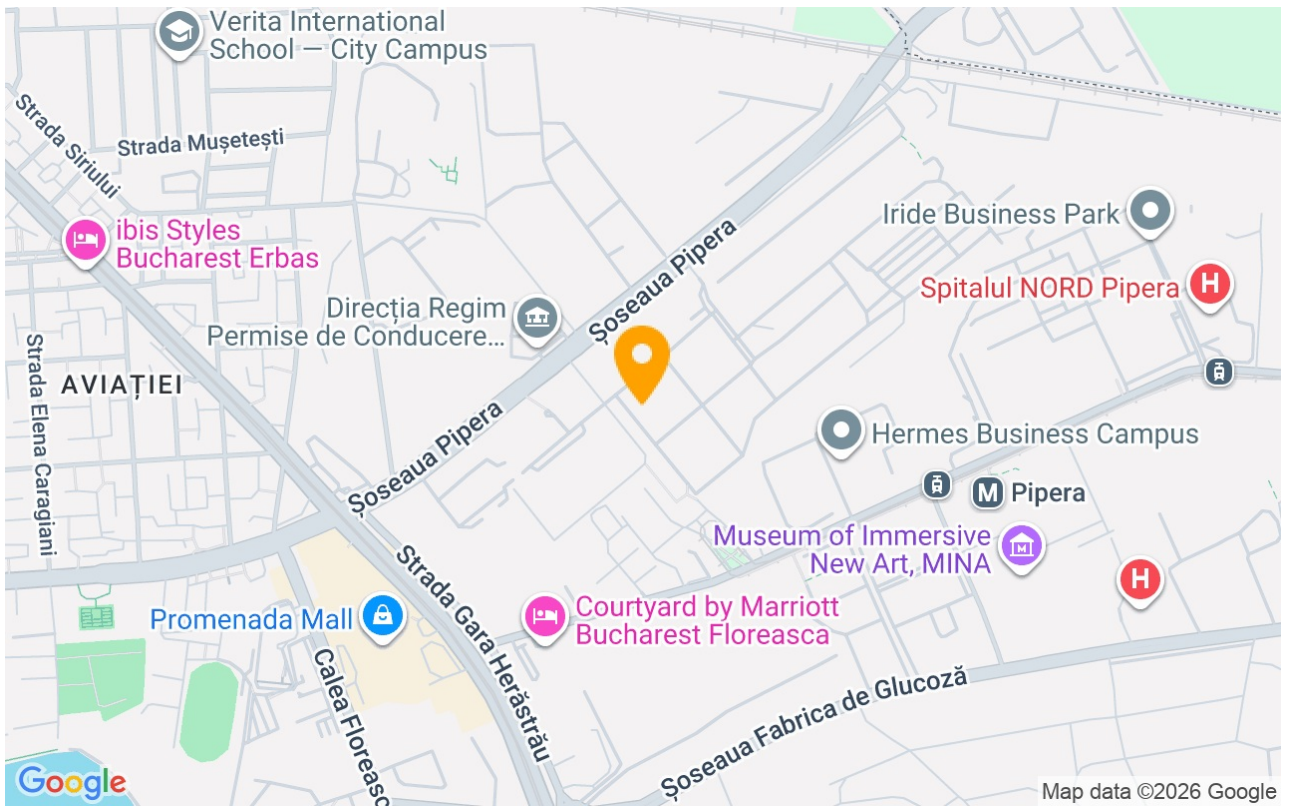 Verita International
School — City Campus
Strada Siriului
Strada Mușetești
ibis Styles
Bucharest Erbas
Iride Business Park
Spitalul NORD Pipera
H
Șoseaua Pipera
Direcția Regim
Permise de Conducere...
Strada Elena Caragiani
AVIAȚIEI
Șoseaua Pipera
Hermes Business Campus
M Pipera
Museum of Immersive
New Art, MINA
H
Strada Gara Herăstrău
Promenada Mall
Courtyard by Marriott
Bucharest Floreasca
Calea Floreasc
Șoseaua Fabrica de Glucoză
Google
Map data ©2026 Google